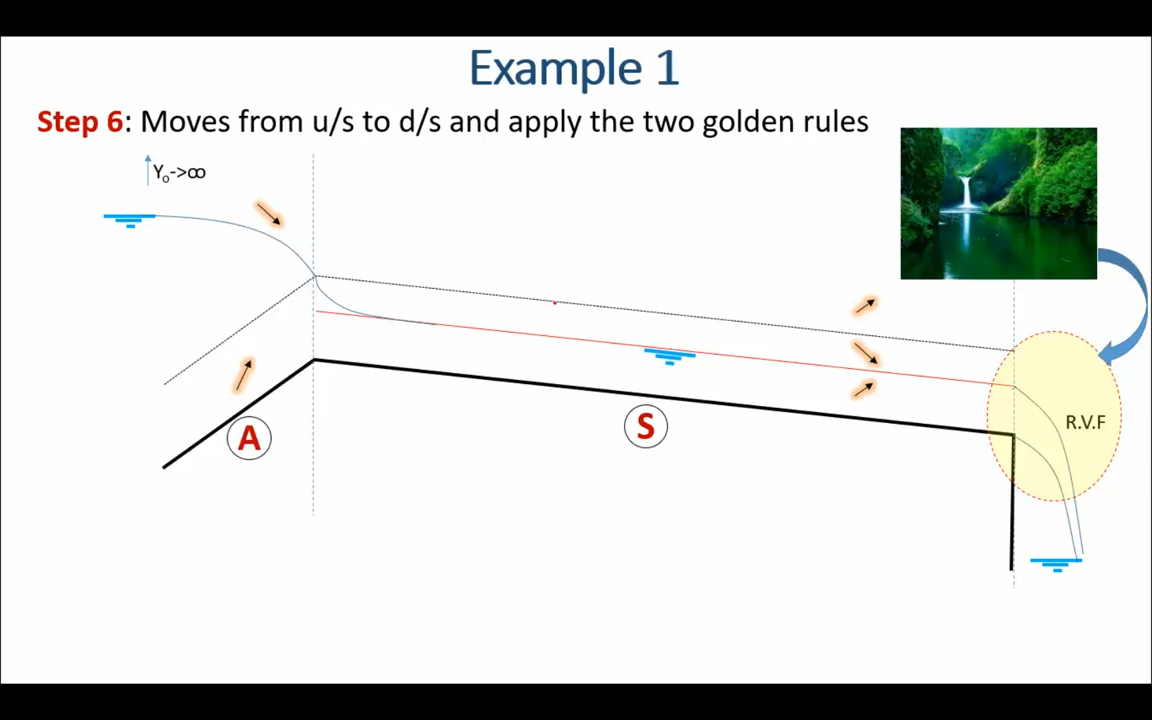 Example 1
Step 6: Moves from u/s to d/s and apply the two golden rules
Yo->∞
A
S
R.V.F